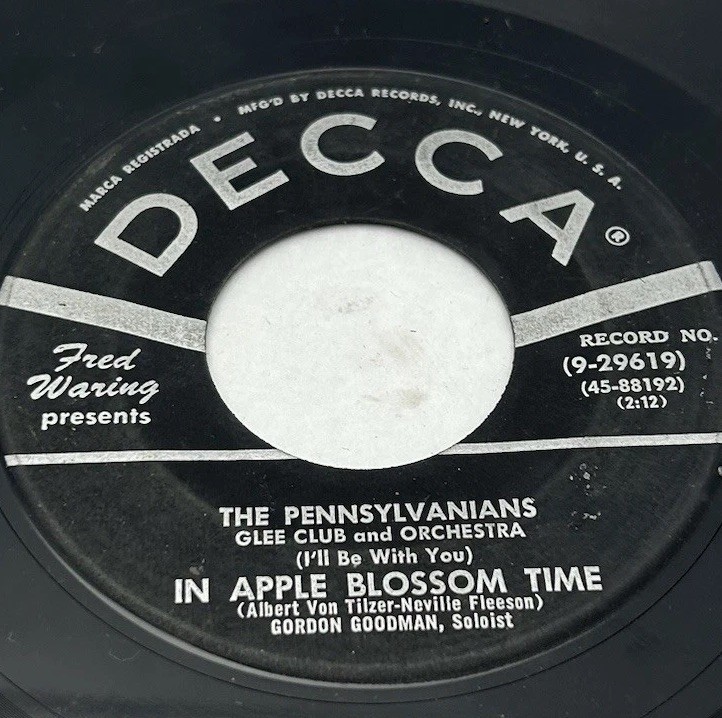 MARCA REGISTRADA • MFG'D BY DECCA RECORDS, INC., NEW YORK, U. S. A.
DECCA®
Fred
Waring
presents
RECORD NO.
(9-29619)
(45-88192)
(2:12)
THE PENNSYLVANIANS
GLEE CLUB and ORCHESTRA
(I'll Be With You)
IN APPLE BLOSSOM TIME
(Albert Von Tilzer-Neville Fleeson)
GORDON GOODMAN, Soloist